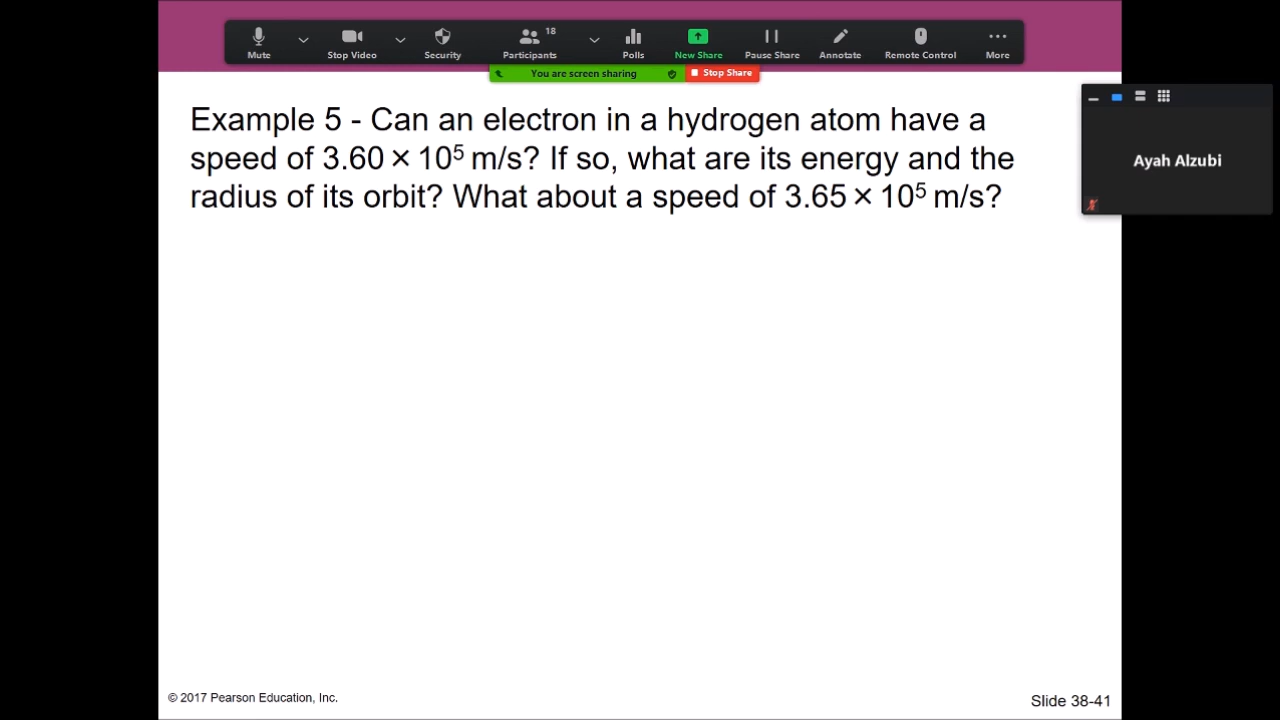 Mute
Stop Video
Security
Participants
18
Polls
New Share
Pause Share
Annotate
Remote Control
More
You are screen sharing
Stop Share
Example 5 - Can an electron in a hydrogen atom have a
speed of 3.60 × 10⁵ m/s? If so, what are its energy and the
radius of its orbit? What about a speed of 3.65 × 10⁵ m/s?
Ayah Alzubi
© 2017 Pearson Education, Inc.
Slide 38-41